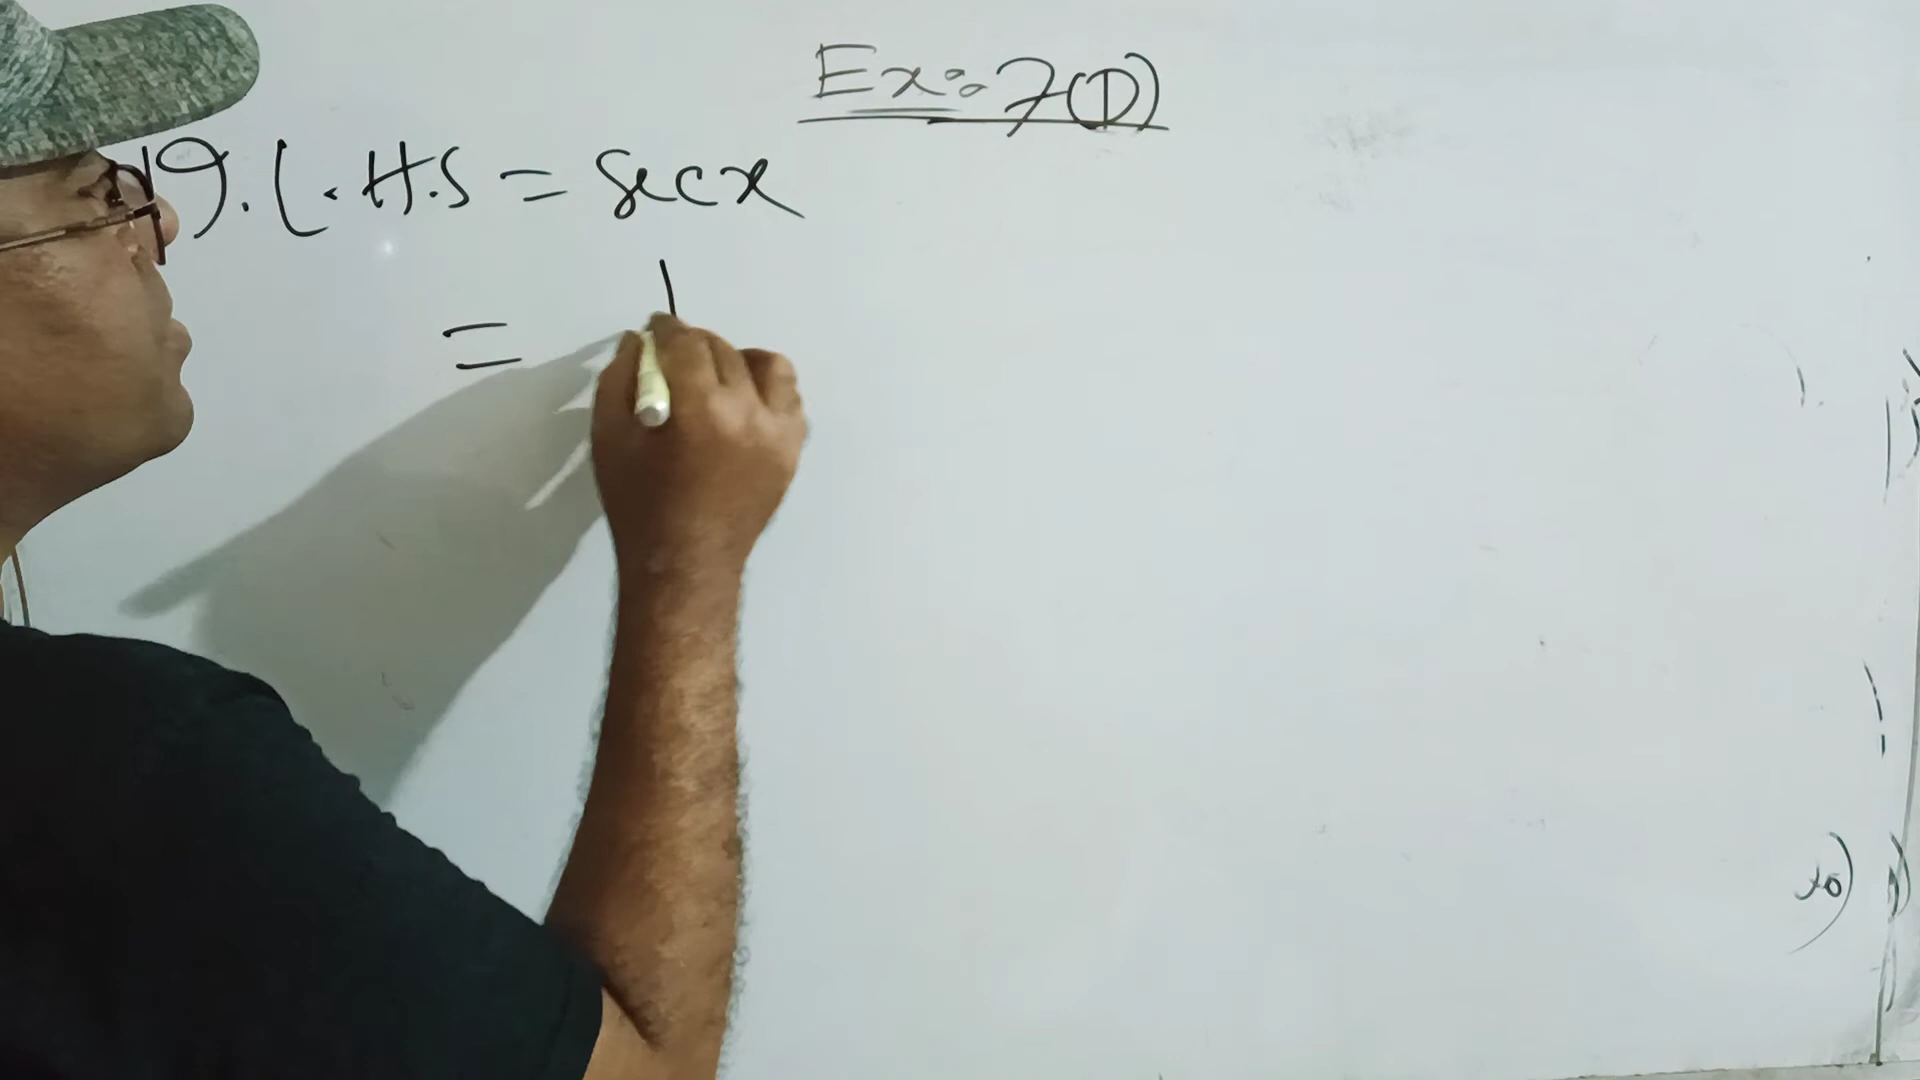 Ex: 7(D)
19. L.H.S = secx
= 1